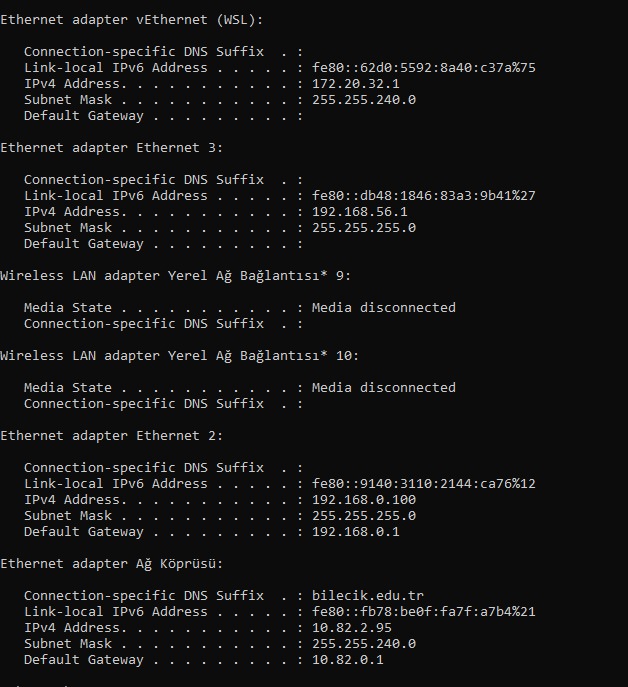 Ethernet adapter vEthernet (WSL):
Connection-specific DNS Suffix  . :
Link-local IPv6 Address . . . . . : fe80::62d0:5592:8a40:c37a%75
IPv4 Address. . . . . . . . . . . : 172.20.32.1
Subnet Mask . . . . . . . . . . . : 255.255.240.0
Default Gateway . . . . . . . . . :
Ethernet adapter Ethernet 3:
Connection-specific DNS Suffix  . :
Link-local IPv6 Address . . . . . : fe80::db48:1846:83a3:9b41%27
IPv4 Address. . . . . . . . . . . : 192.168.56.1
Subnet Mask . . . . . . . . . . . : 255.255.255.0
Default Gateway . . . . . . . . . :
Wireless LAN adapter Yerel Ağ Bağlantısı* 9:
Media State . . . . . . . . . . . : Media disconnected
Connection-specific DNS Suffix  . :
Wireless LAN adapter Yerel Ağ Bağlantısı* 10:
Media State . . . . . . . . . . . : Media disconnected
Connection-specific DNS Suffix  . :
Ethernet adapter Ethernet 2:
Connection-specific DNS Suffix  . :
Link-local IPv6 Address . . . . . : fe80::9140:3110:2144:ca76%12
IPv4 Address. . . . . . . . . . . : 192.168.0.100
Subnet Mask . . . . . . . . . . . : 255.255.255.0
Default Gateway . . . . . . . . . : 192.168.0.1
Ethernet adapter Ağ Köprüsü:
Connection-specific DNS Suffix  . : bilecik.edu.tr
Link-local IPv6 Address . . . . . : fe80::fb78:be0f:fa7f:a7b4%21
IPv4 Address. . . . . . . . . . . : 10.82.2.95
Subnet Mask . . . . . . . . . . . : 255.255.240.0
Default Gateway . . . . . . . . . : 10.82.0.1